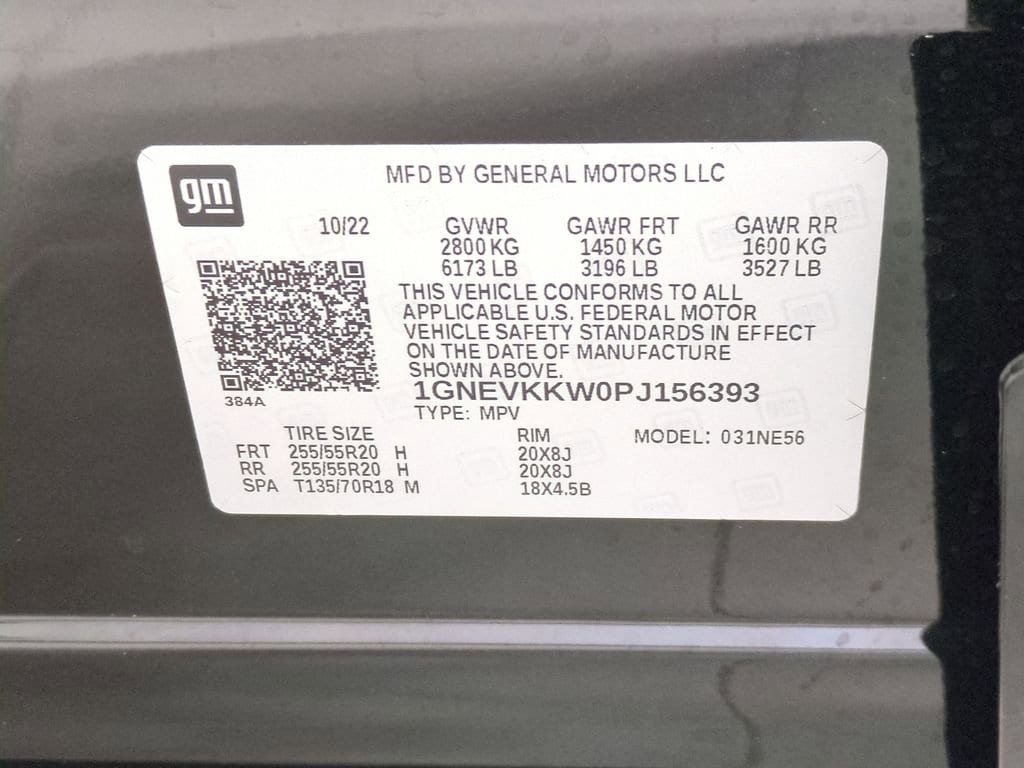 gm
MFD BY GENERAL MOTORS LLC
10/22 GVWR GAWR FRT GAWR RR
2800 KG 1450 KG 1600 KG
6173 LB 3196 LB 3527 LB
THIS VEHICLE CONFORMS TO ALL
APPLICABLE U.S. FEDERAL MOTOR
VEHICLE SAFETY STANDARDS IN EFFECT
ON THE DATE OF MANUFACTURE
SHOWN ABOVE.
384A
1GNEVKKW0PJ156393
TYPE: MPV
TIRE SIZE RIM MODEL: 031NE56
FRT 255/55R20 H 20X8J
RR 255/55R20 H 20X8J
SPA T135/70R18 M 18X4.5B